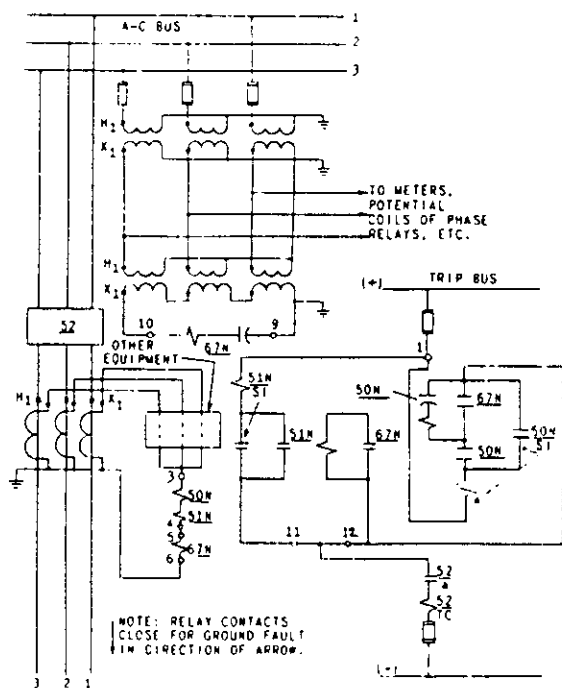 A-C BUS
1
2
3
H1
X1
TO METERS,
POTENTIAL
COILS OF PHASE
RELAYS, ETC.
H1
X1
(+)
TRIP BUS
10
9
67N
52
OTHER
EQUIPMENT
H1
X1
1
51N
SI
51N
67N
50N
67N
50N
50N
SI
3
50N
51N
4
5
67N
6
11
12
52
a
52
TC
NOTE: RELAY CONTACTS
CLOSE FOR GROUND FAULT
IN DIRECTION OF ARROW.
3
2
1
(-)